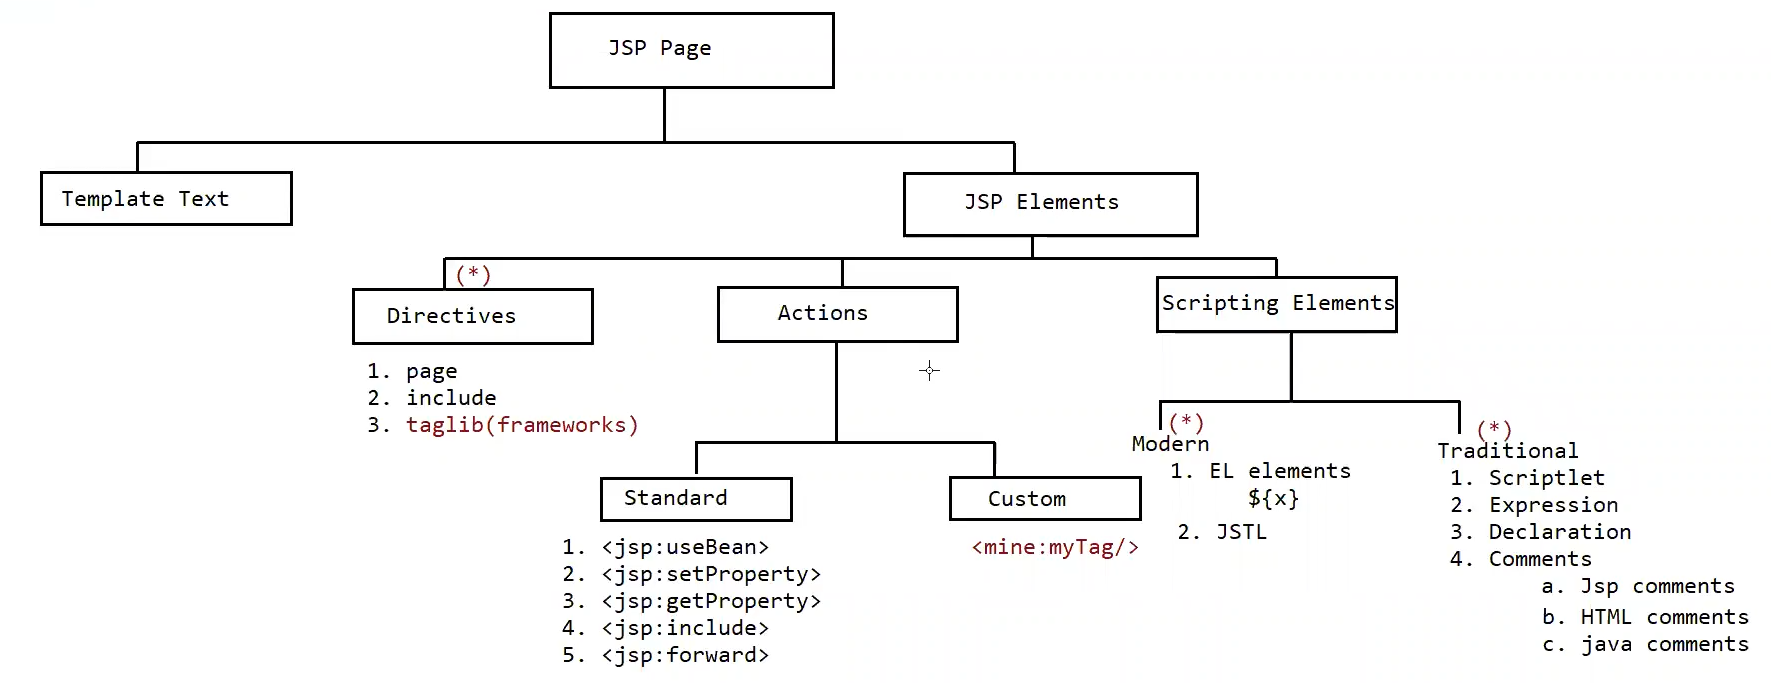 JSP Page
Template Text
JSP Elements
(*)
Directives
1. page
2. include
3. taglib(frameworks)
Actions
Standard
1. <jsp:useBean>
2. <jsp:setProperty>
3. <jsp:getProperty>
4. <jsp:include>
5. <jsp:forward>
Custom
<mine:myTag/>
Scripting Elements
(*)
Modern
1. EL elements
${x}
2. JSTL
(*)
Traditional
1. Scriptlet
2. Expression
3. Declaration
4. Comments
a. Jsp comments
b. HTML comments
c. java comments